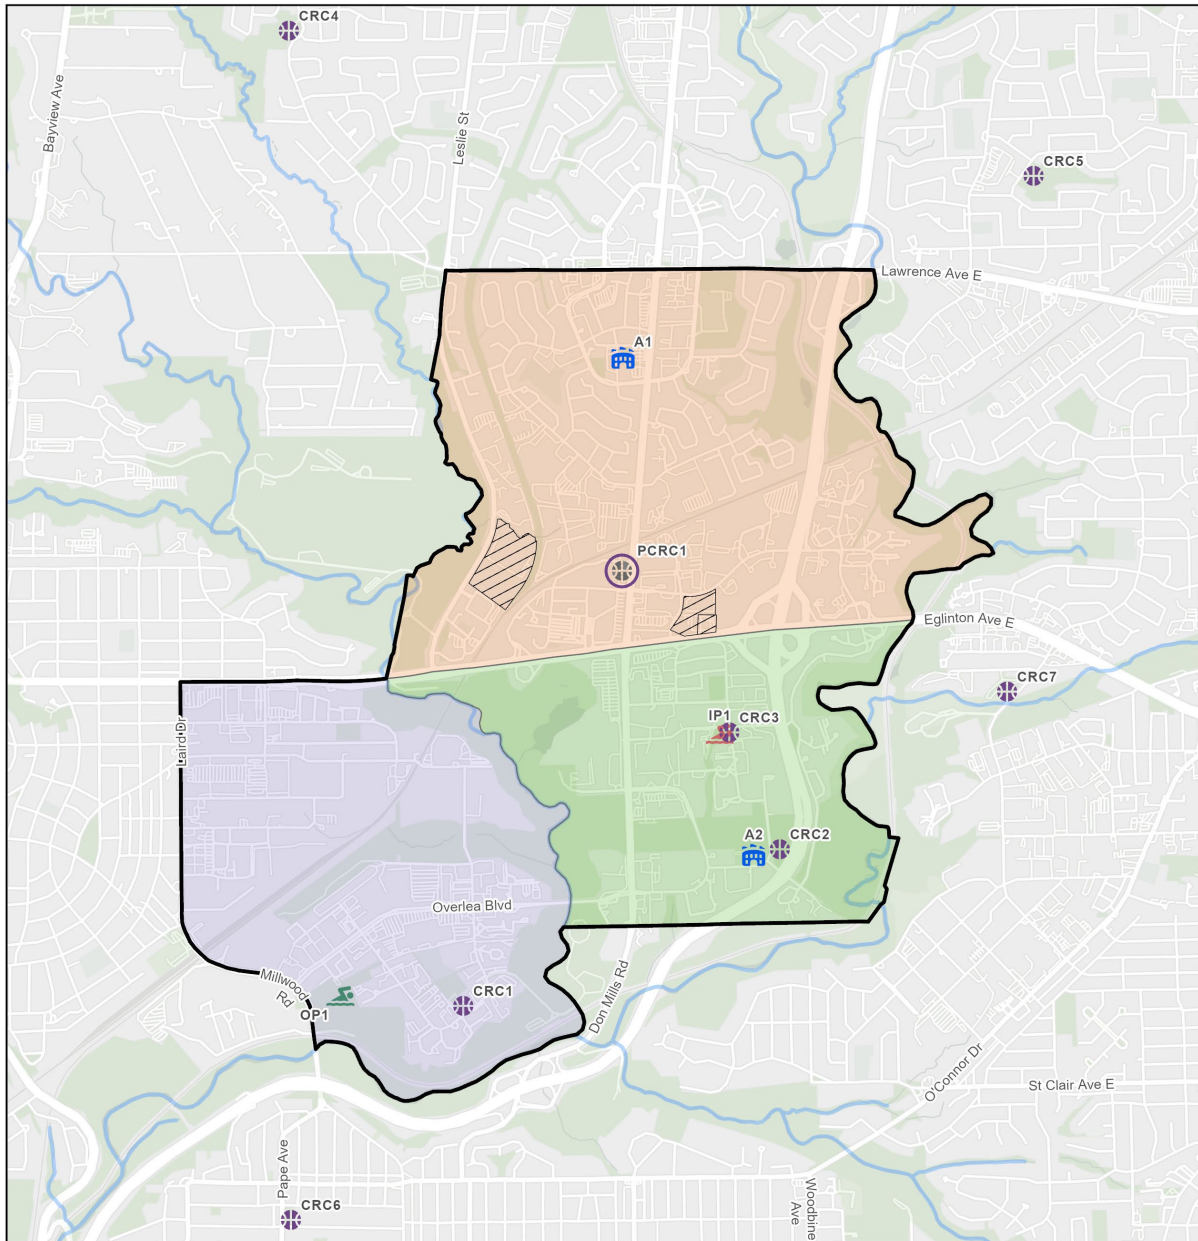 CRC4
Bayview Ave
Leslie St
CRC5
Lawrence Ave E
A1
PCRC1
Eglinton Ave E
CRC7
Laird Dr
IP1
CRC3
A2
CRC2
Overlea Blvd
Millwood
Rd
OP1
CRC1
Don Mills Rd
O'Connor Dr
St Clair Ave E
Pape Ave
CRC6
Woodbine
Ave